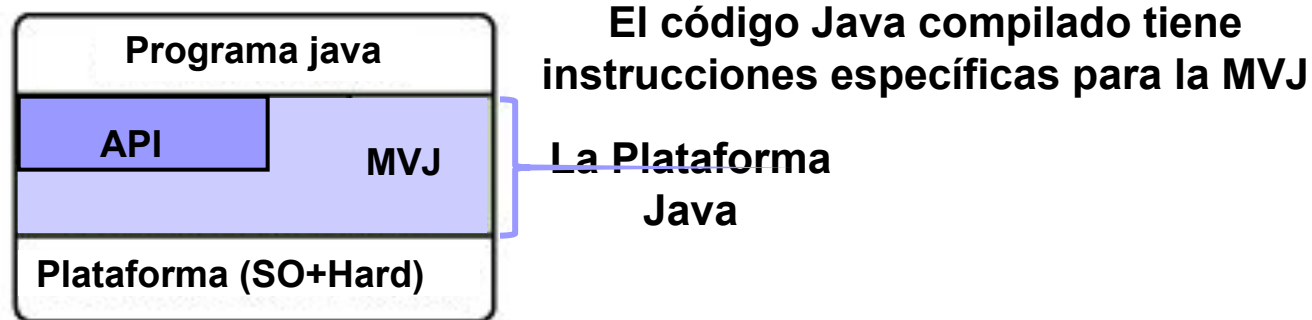 Programa java
API
MVJ
Plataforma (SO+Hard)
El código Java compilado tiene
instrucciones específicas para la MVJ
La Plataforma
Java